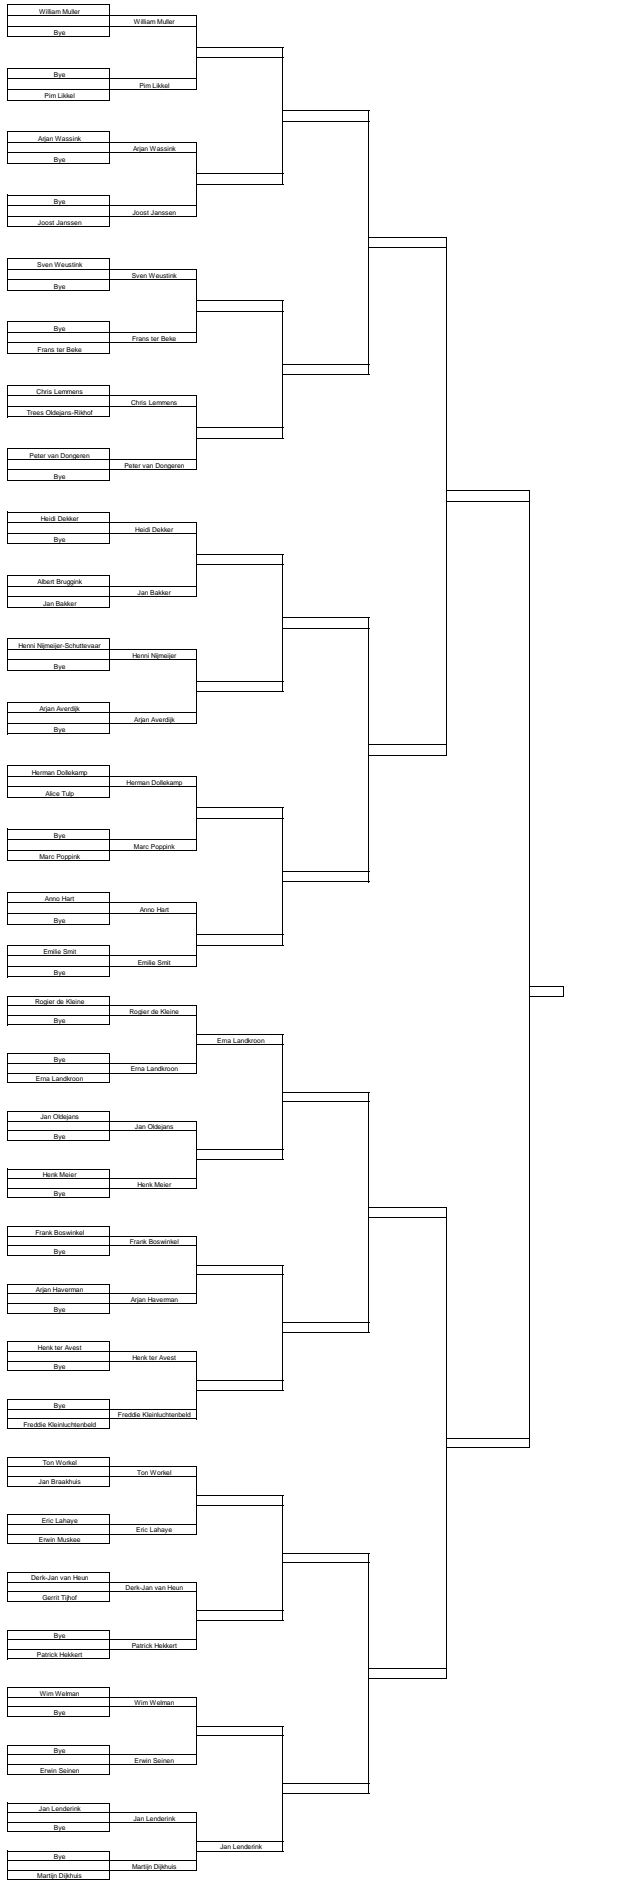 William Muller
William Muller
Bye
Bye
Pim Likkel
Pim Likkel
Arjan Wassink
Arjan Wassink
Bye
Bye
Joost Janssen
Joost Janssen
Sven Weustink
Sven Weustink
Bye
Bye
Frans ter Beke
Frans ter Beke
Chris Lemmens
Chris Lemmens
Trees Oldejans-Rikhof
Peter van Dongeren
Peter van Dongeren
Bye
Heidi Dekker
Heidi Dekker
Bye
Albert Bruggink
Jan Bakker
Jan Bakker
Henni Nijmeijer-Schuttevaar
Henni Nijmeijer
Bye
Arjan Averdijk
Arjan Averdijk
Bye
Herman Dollekamp
Herman Dollekamp
Alice Tulp
Bye
Marc Poppink
Marc Poppink
Anno Hart
Anno Hart
Bye
Emilie Smit
Emilie Smit
Bye
Rogier de Kleine
Rogier de Kleine
Bye
Erna Landkroon
Bye
Erna Landkroon
Erna Landkroon
Jan Oldejans
Jan Oldejans
Bye
Henk Meier
Henk Meier
Bye
Frank Boswinkel
Frank Boswinkel
Bye
Arjan Haverman
Arjan Haverman
Bye
Henk ter Avest
Henk ter Avest
Bye
Bye
Freddie Kleinluchtenbeld
Freddie Kleinluchtenbeld
Ton Workel
Ton Workel
Jan Braakhuis
Eric Lahaye
Eric Lahaye
Erwin Muskee
Derk-Jan van Heun
Derk-Jan van Heun
Gerrit Tijhof
Bye
Patrick Hekkert
Patrick Hekkert
Wim Welman
Wim Welman
Bye
Bye
Erwin Seinen
Erwin Seinen
Jan Lenderink
Jan Lenderink
Bye
Jan Lenderink
Bye
Martijn Dijkhuis
Martijn Dijkhuis